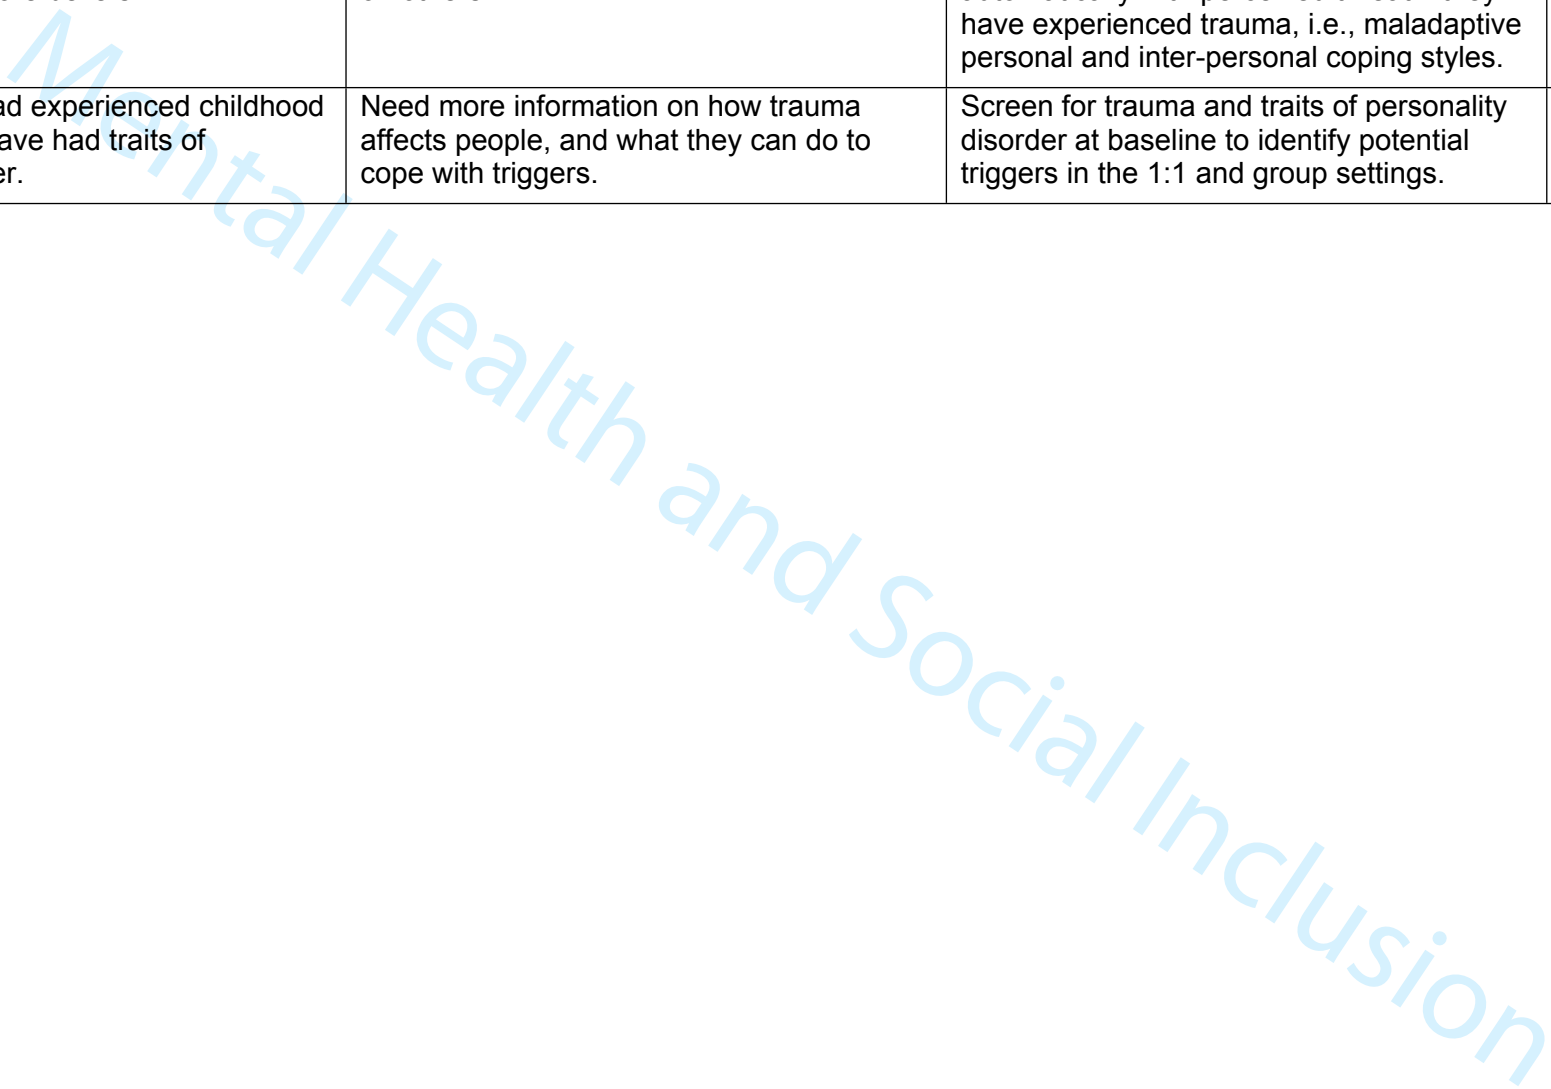 have experienced trauma, i.e., maladaptive
personal and inter-personal coping styles.
experienced childhood
had traits of
Need more information on how trauma
affects people, and what they can do to
cope with triggers.
Screen for trauma and traits of personality
disorder at baseline to identify potential
triggers in the 1:1 and group settings.
Mental Health and Social Inclusion